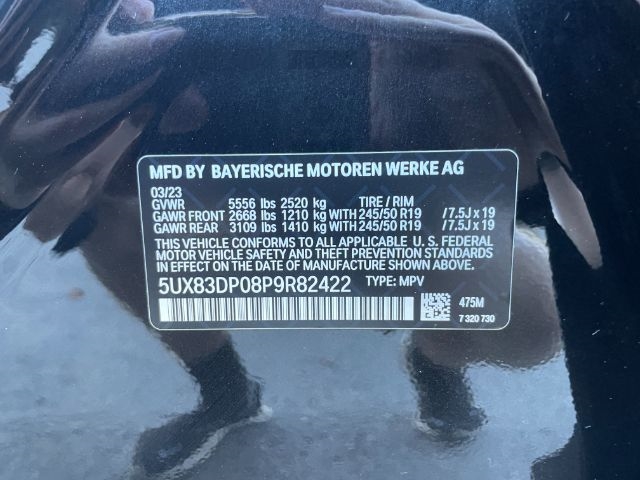 MFD BY BAYERISCHE MOTOREN WERKE AG
03/23
GVWR 5556 lbs 2520 kg TIRE / RIM
GAWR FRONT 2668 lbs 1210 kg WITH 245/50 R19 / 7.5J x 19
GAWR REAR 3109 lbs 1410 kg WITH 245/50 R19 / 7.5J x 19
THIS VEHICLE CONFORMS TO ALL APPLICABLE U. S. FEDERAL
MOTOR VEHICLE SAFETY, BUMPER, AND THEFT PREVENTION STANDARDS
IN EFFECT ON THE DATE OF MANUFACTURE SHOWN ABOVE.
5UX83DP08P9R82422 TYPE: MPV
475M
7 320 730